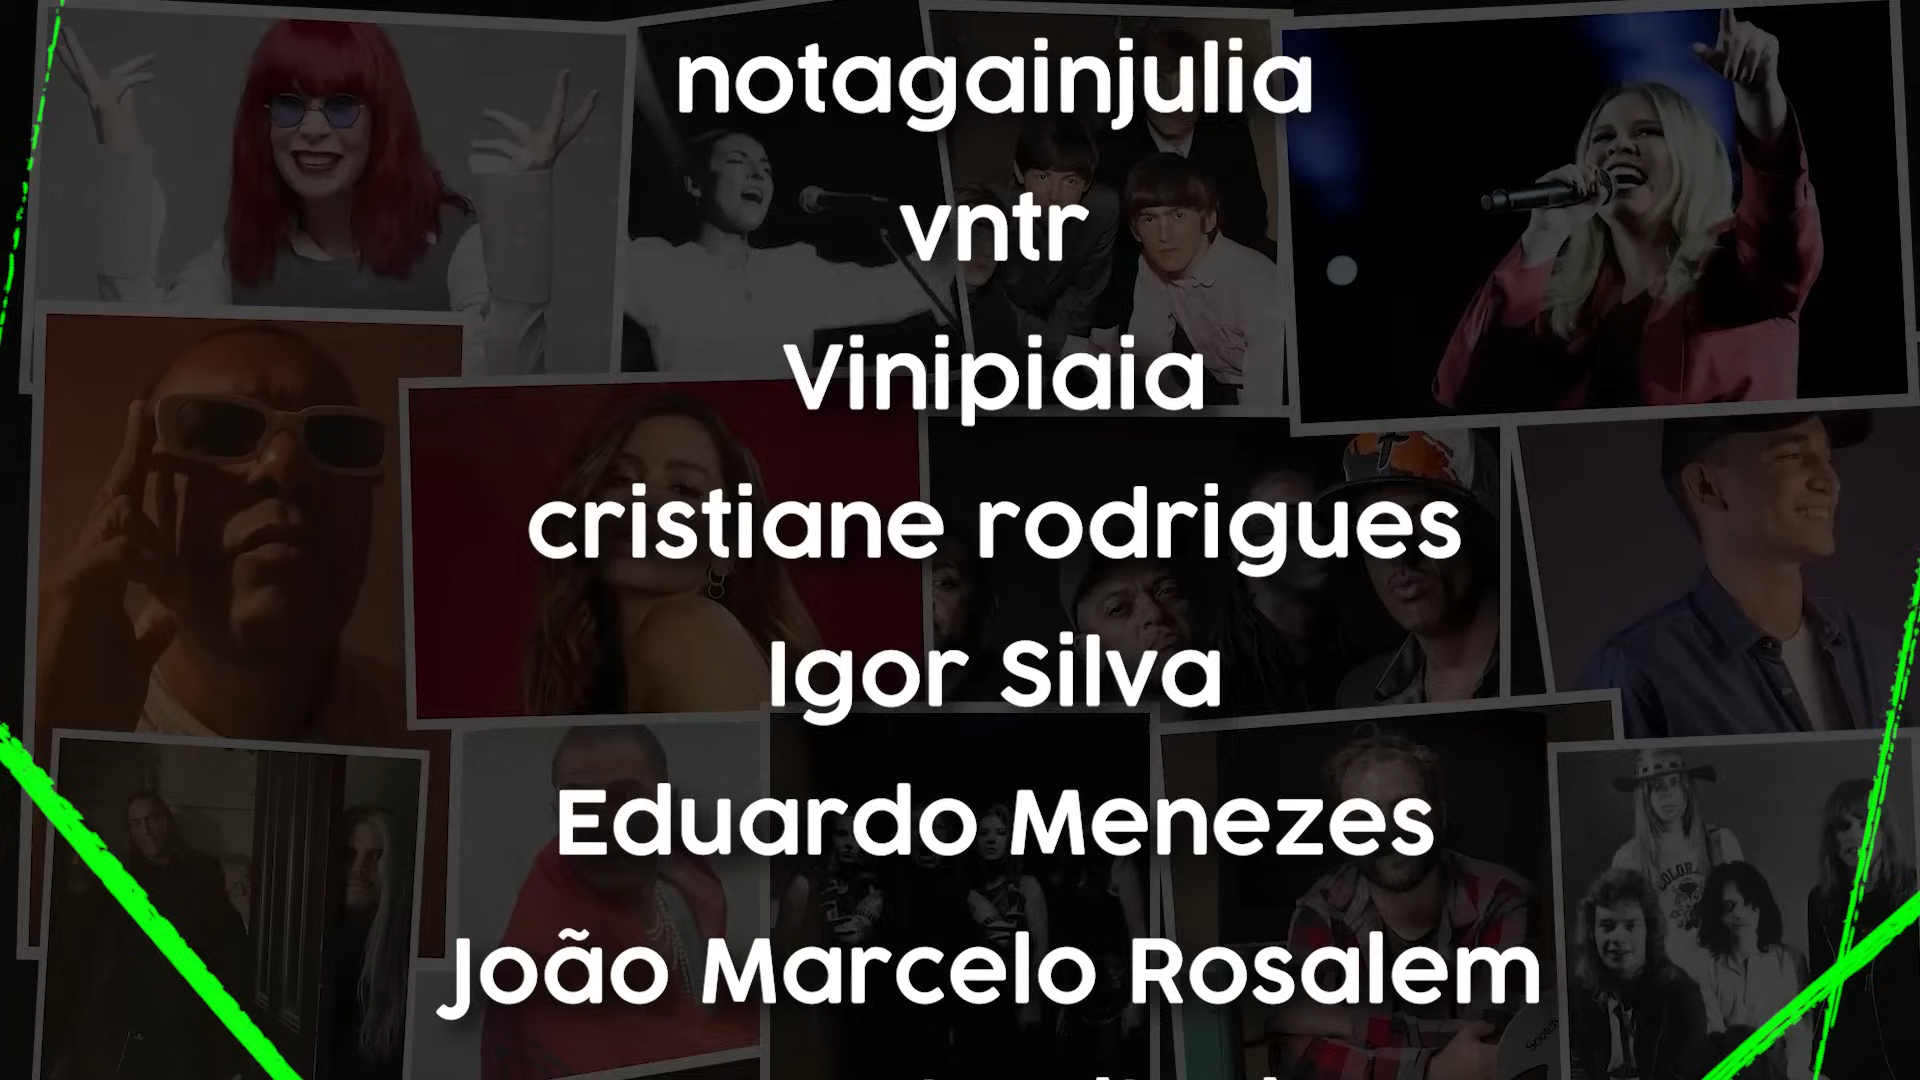 notagainjulia
vntr
Vinipiaia
cristiane rodrigues
Igor Silva
Eduardo Menezes
João Marcelo Rosalem